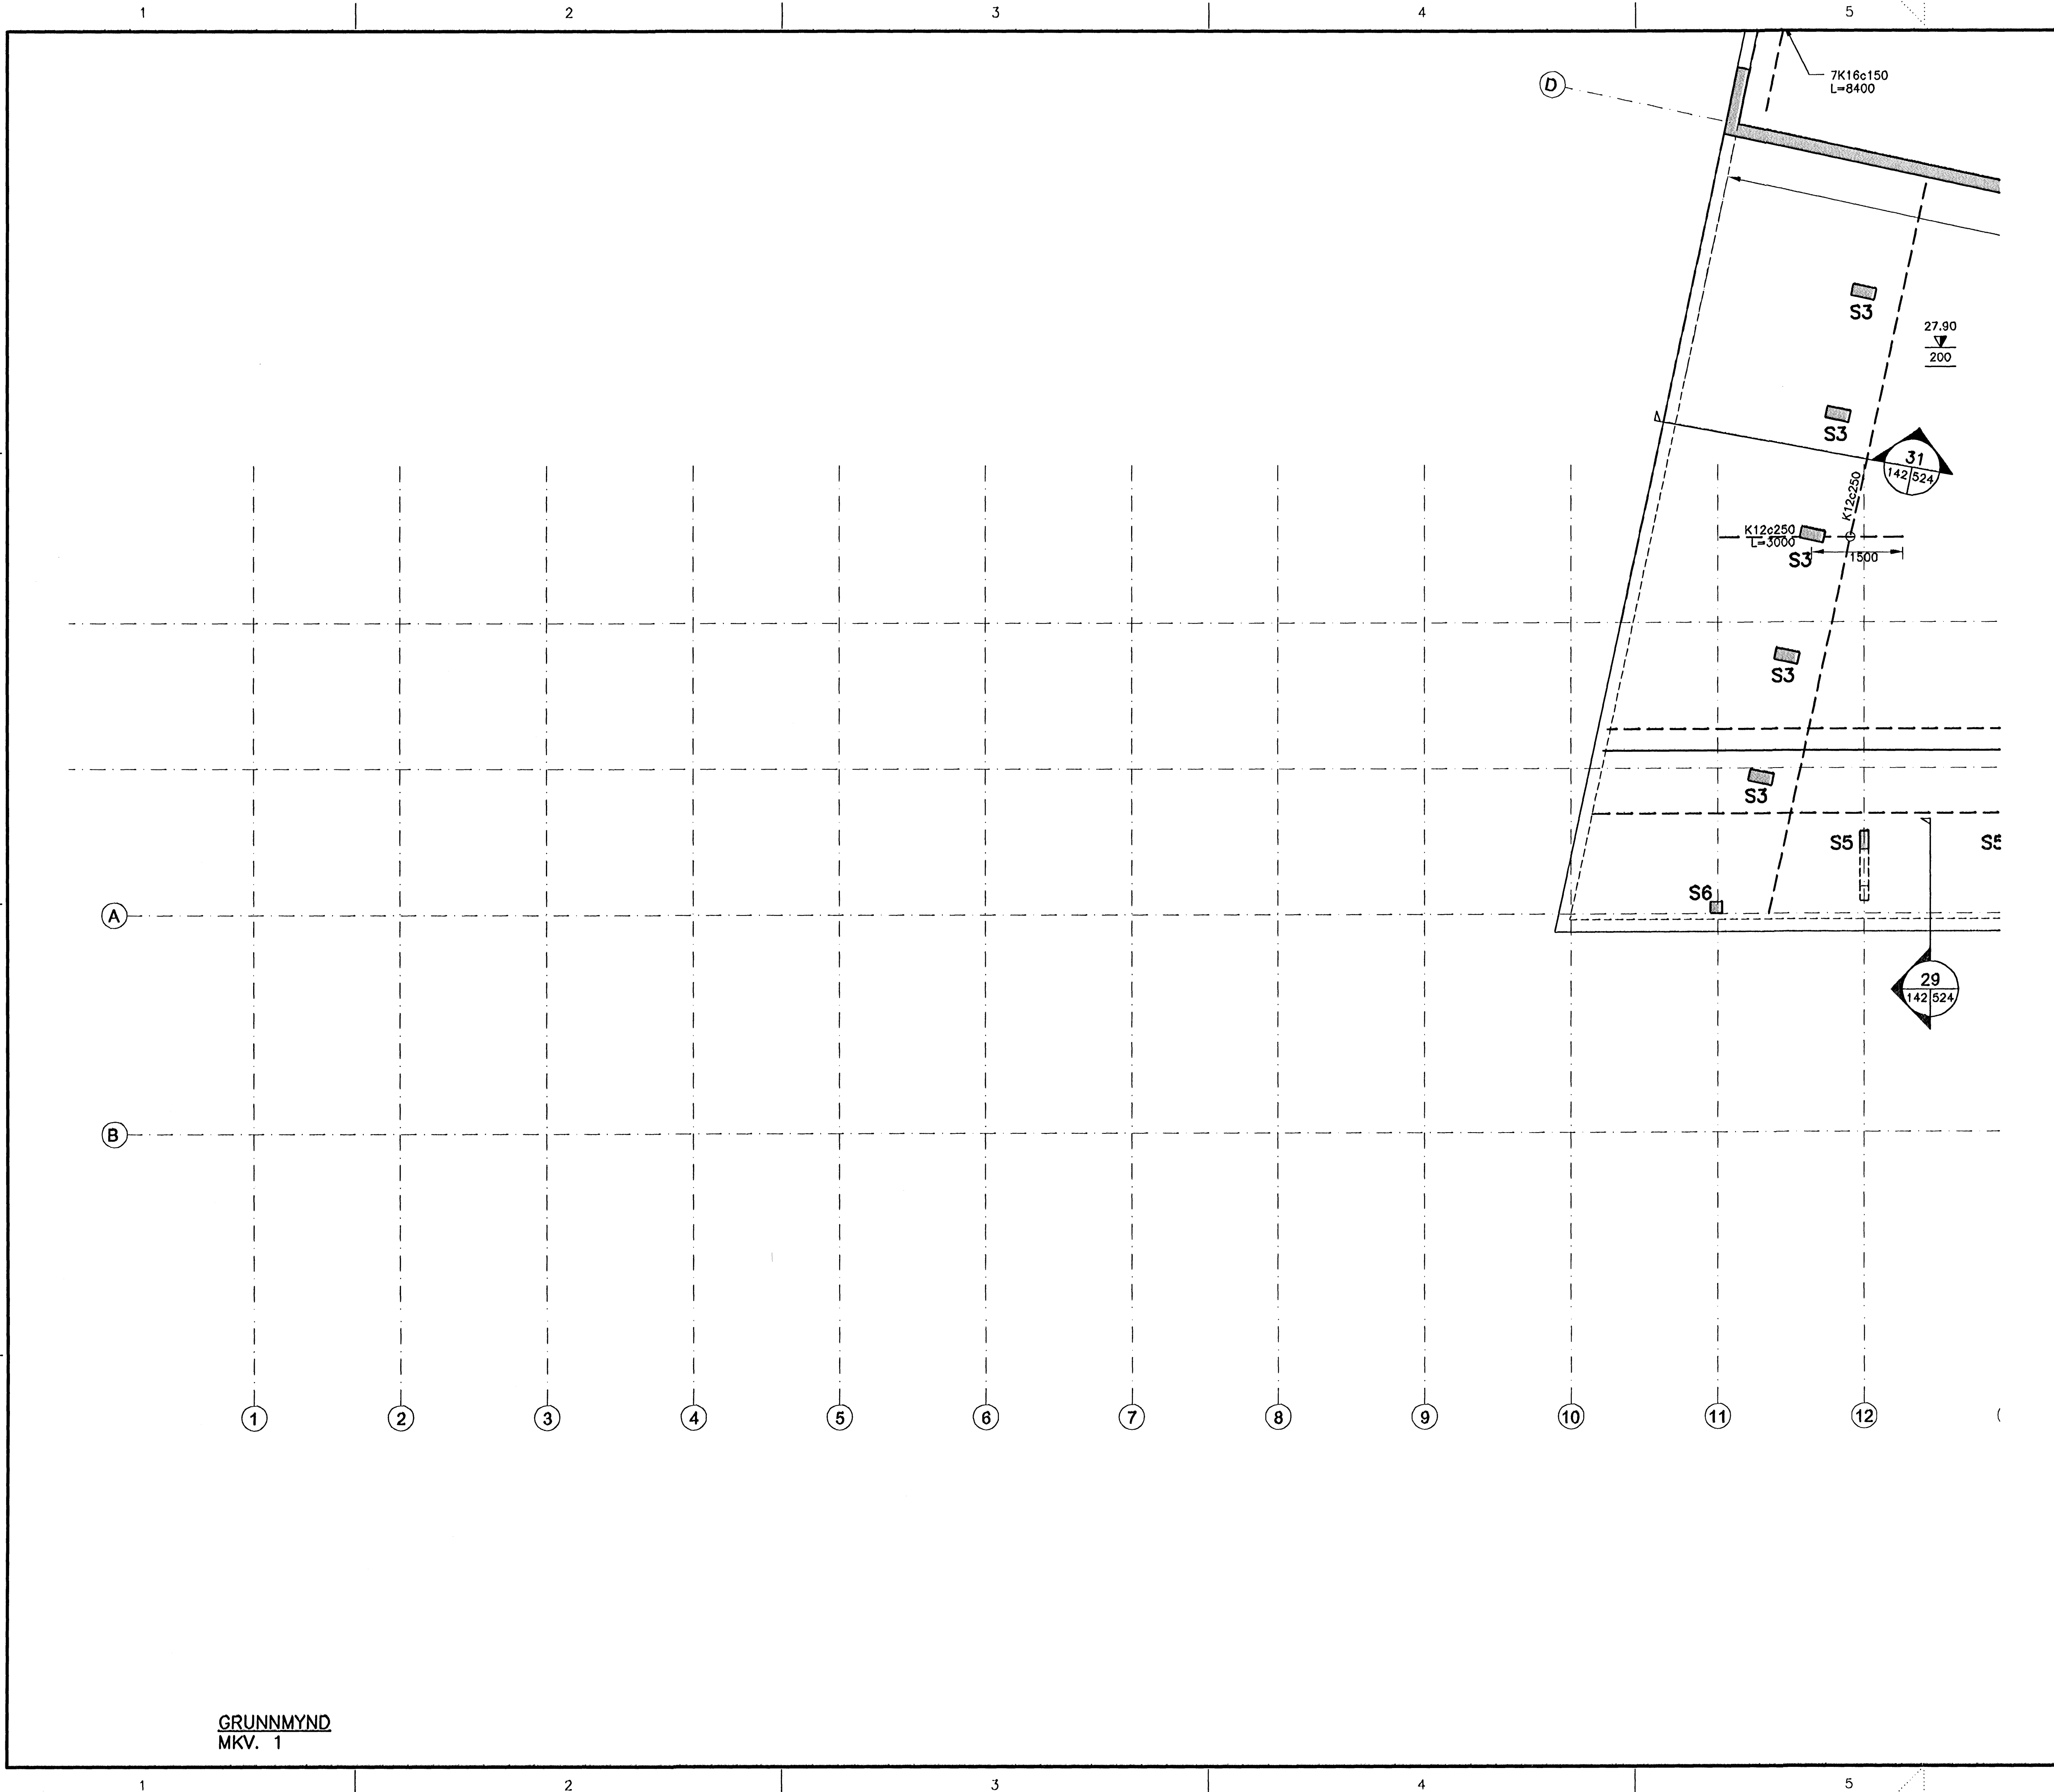 1 2 3 4 5
D
7K16c150
L=8400
S3
27.90
200
S3
31
142 524
K12c250
K12c250
L=3000
1500
S3
S3
S3
S5
S5
S6
A
29
142 524
B
1 2 3 4 5 6 7 8 9 10 11 12
GRUNNMYND
MKV. 1
1 2 3 4 5